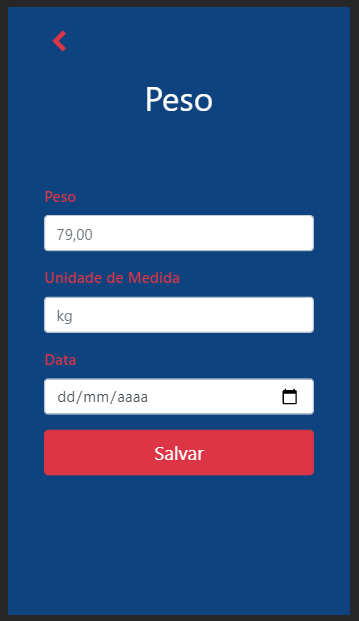 Peso
Peso
79,00
Unidade de Medida
kg
Data
dd/mm/aaaa
Salvar